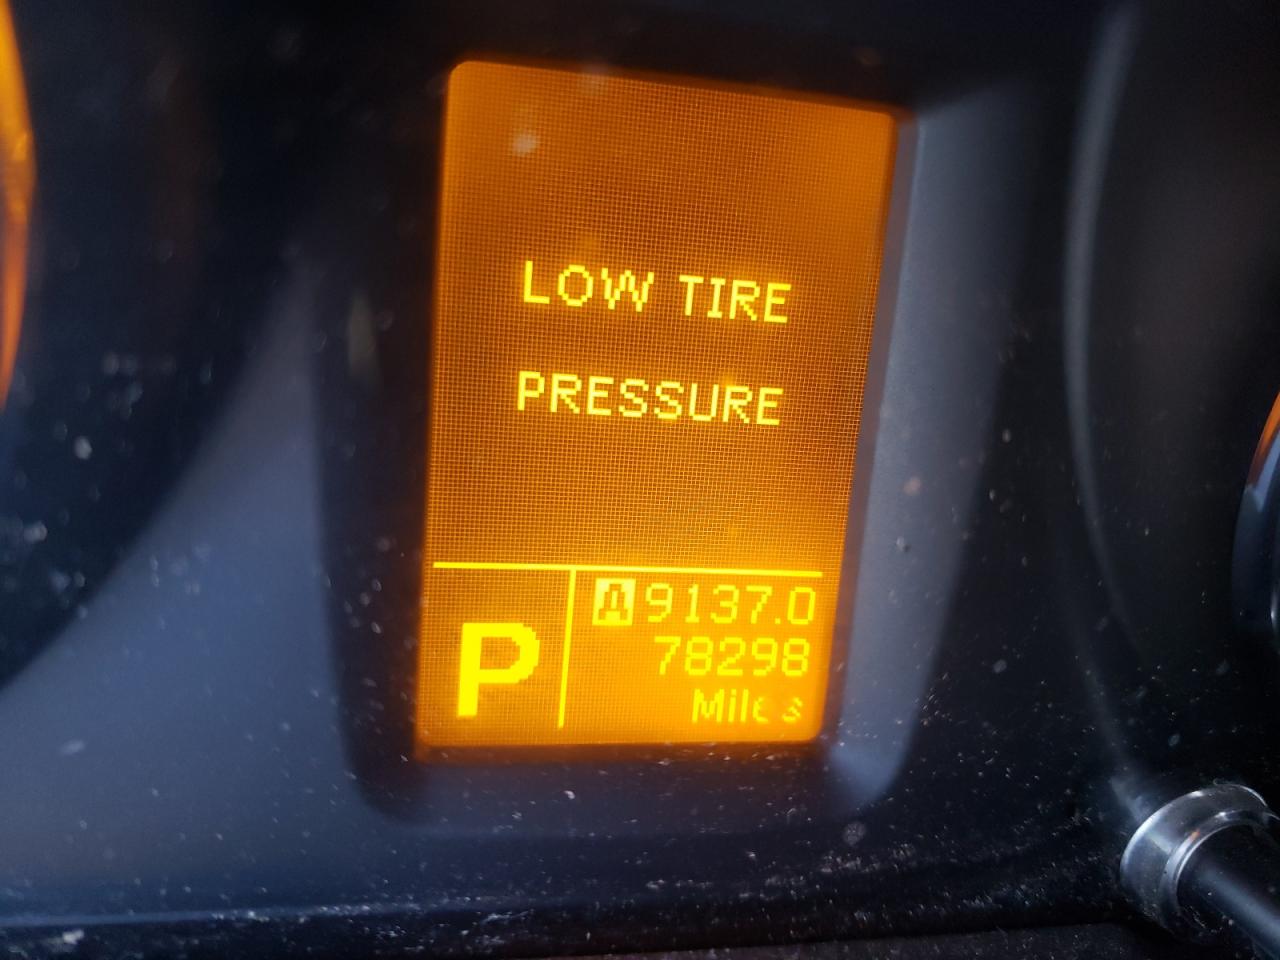 LOW TIRE
PRESSURE
P
A 9137.0
78298
Miles